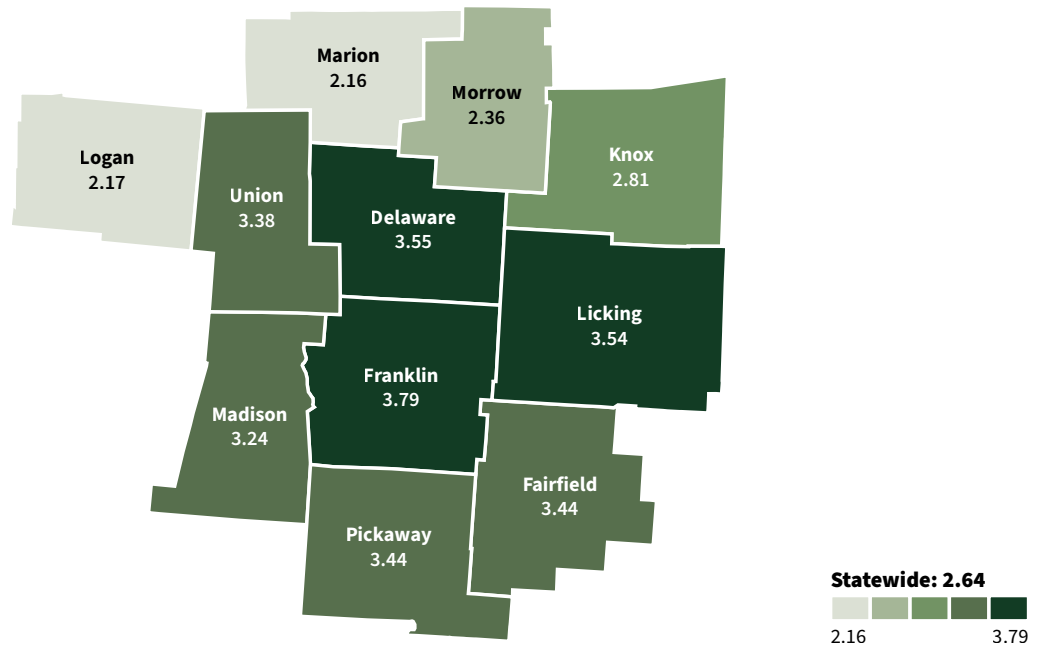 Marion
2.16
Morrow
2.36
Logan
2.17
Knox
2.81
Union
3.38
Delaware
3.55
Licking
3.54
Franklin
3.79
Madison
3.24
Fairfield
3.44
Pickaway
3.44
Statewide: 2.64
2.16 3.79